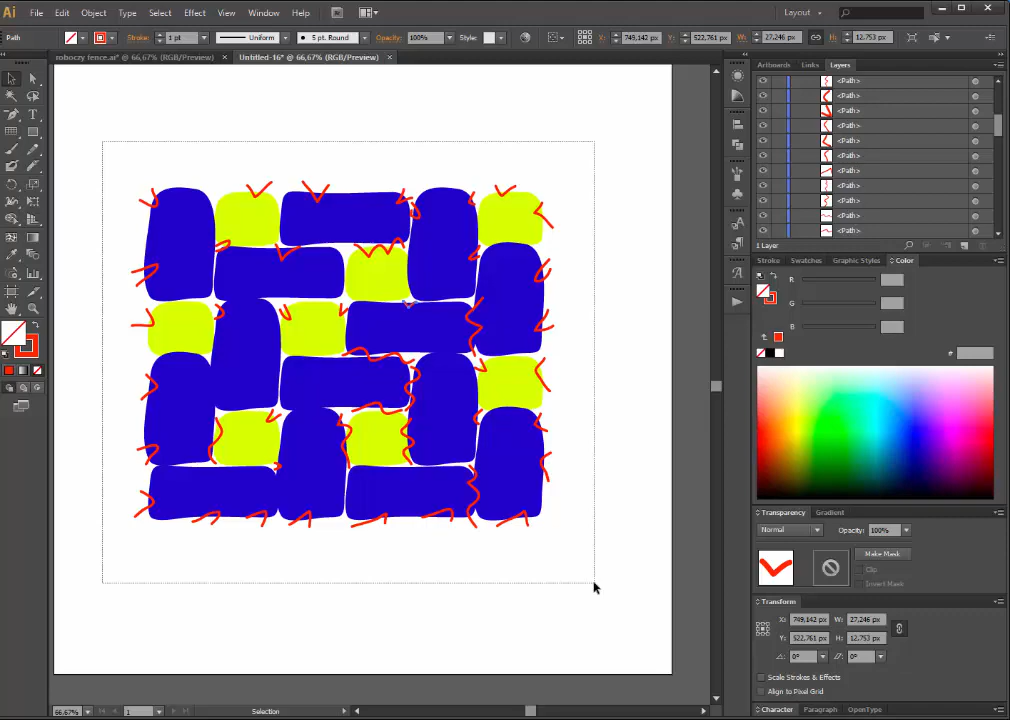 Ai File Edit Object Type Select Effect View Window Help Layout
Path Stroke: 1 pt Uniform 5 pt. Round Opacity: 100% Style: X: 749,142 px Y: 522,761 px W: 27,246 px H: 12,753 px
roboczy fence.ai* @ 66,67% (RGB/Preview) × Untitled-16* @ 66,67% (RGB/Preview) ×
Artboards Links Layers
<Path>
<Path>
<Path>
<Path>
<Path>
<Path>
<Path>
<Path>
<Path>
<Path>
<Path>
1 Layer
Stroke Swatches Graphic Styles Color
R
G
B
#
Transparency Gradient
Normal Opacity: 100%
Make Mask
Clip
Invert Mask
Transform
X: 749,142 px W: 27,246 px
Y: 522,761 px H: 12,753 px
0° 0°
Scale Strokes & Effects
Align to Pixel Grid
Character Paragraph OpenType
66,67% 1 Selection